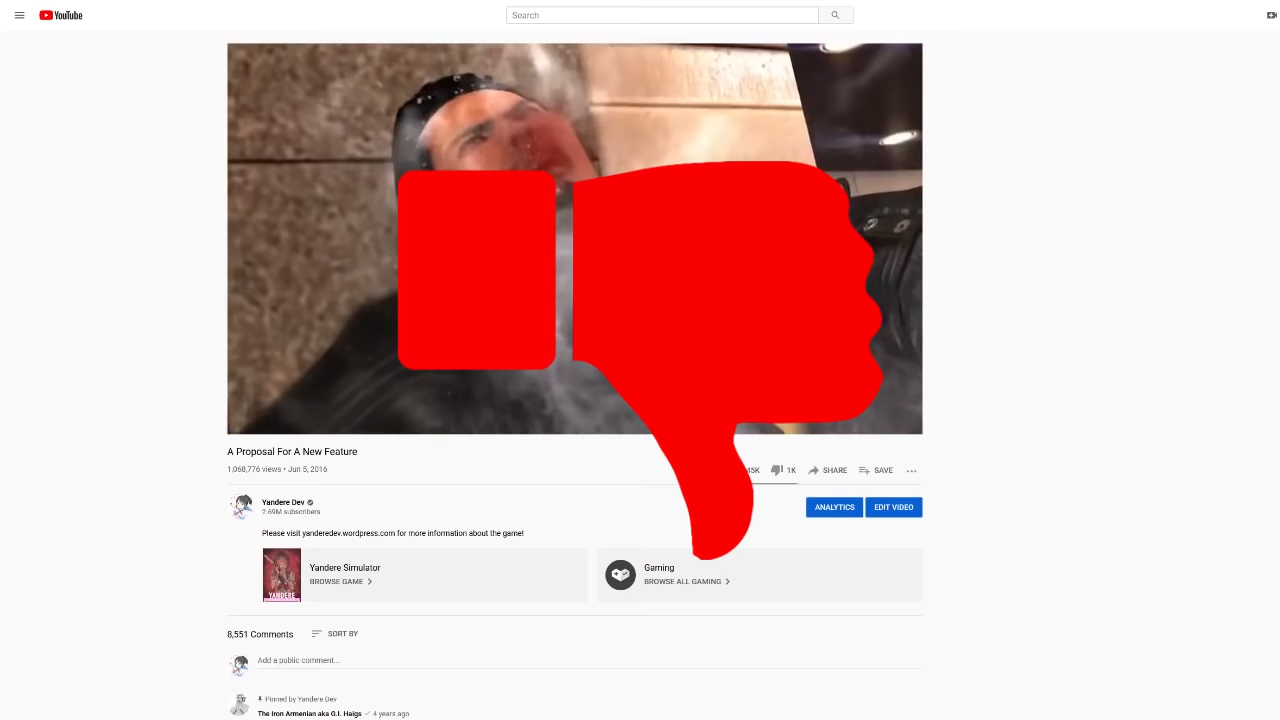 YouTube
Search
A Proposal For A New Feature
1,068,776 views • Jun 5, 2016
45K 1K SHARE SAVE
Yandere Dev
2.69M subscribers
ANALYTICS EDIT VIDEO
Please visit yanderedev.wordpress.com for more information about the game!
YANDERE
Yandere Simulator
BROWSE GAME
Gaming
BROWSE ALL GAMING
8,551 Comments SORT BY
Add a public comment...
Pinned by Yandere Dev
The Iron Armenian aka G.I. Haigs 4 years ago